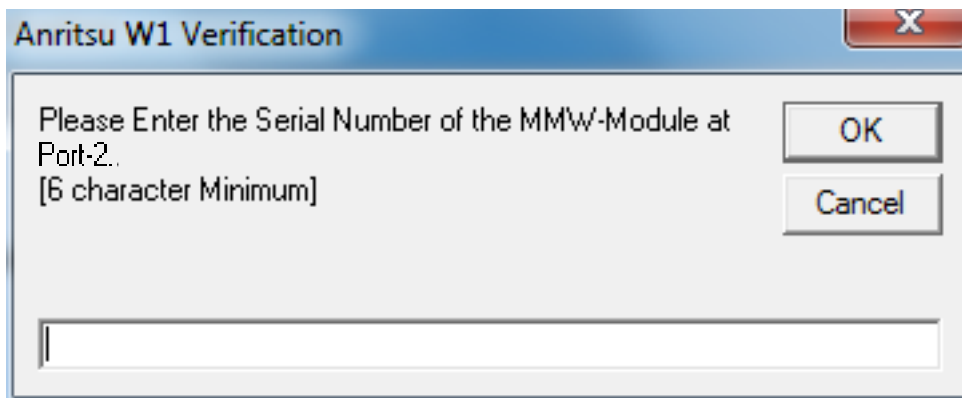 Anritsu W1 Verification
Please Enter the Serial Number of the MMW-Module at
Port-2..
[6 character Minimum]
OK
Cancel